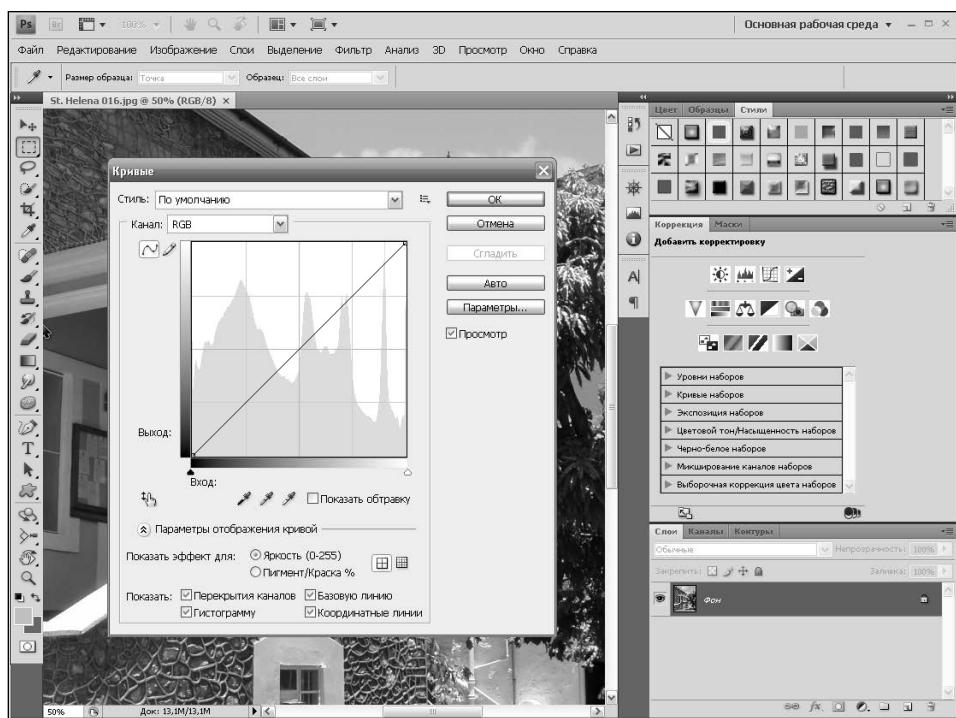 Ps Br 100% Основная рабочая среда
Файл Редактирование Изображение Слои Выделение Фильтр Анализ 3D Просмотр Окно Справка
Размер образца: Точка Образец: Все слои
St. Helena 016.jpg @ 50% (RGB/8) ×
Цвет Образцы Стили
Кривые
Стиль: По умолчанию
Канал: RGB
ОК
Отмена
Сгладить
Авто
Параметры...
Просмотр
Выход:
Вход:
Показать обтравку
Параметры отображения кривой
Показать эффект для: Яркость (0-255)
Пигмент/Краска %
Показать: Перекрытия каналов Базовую линию
Гистограмму Координатные линии
Коррекция Маски
Добавить корректировку
Уровни наборов
Кривые наборов
Экспозиция наборов
Цветовой тон/Насыщенность наборов
Черно-белое наборов
Микширование каналов наборов
Выборочная коррекция цвета наборов
Слои Каналы Контуры
Обычные Непрозрачность: 100%
Закрепить: Заливка: 100%
Фон
50% Док: 13,1M/13,1M